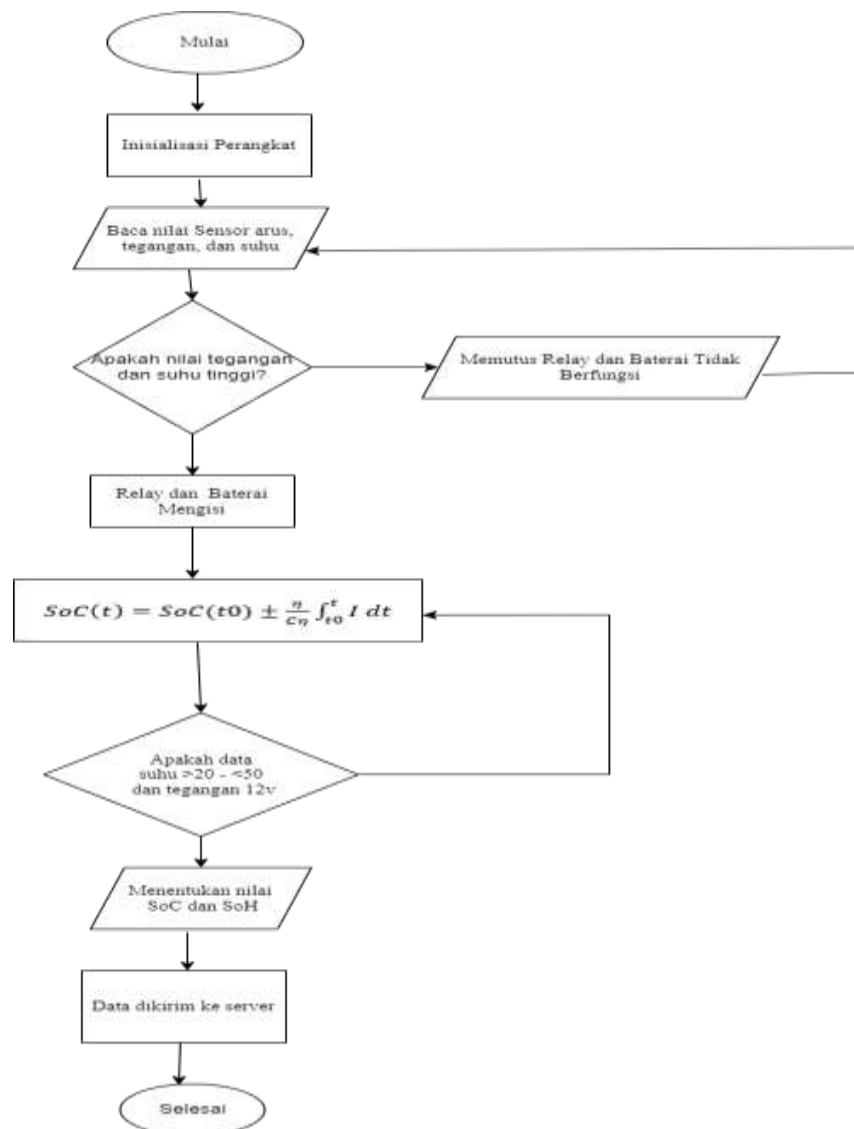 Mulai
Inisialisasi Perangkat
Baca nilai Sensor arus,
tegangan, dan suhu
Apakah nilai tegangan
dan suhu tinggi?
Memutus Relay dan Baterai Tidak
Berfungsi
Relay dan Baterai
Mengisi
SoC(t) = SoC(t0) ± η/Cη ∫t0^t I dt
Apakah data
suhu >20 - <50
dan tegangan 12v
Menentukan nilai
SoC dan SoH
Data dikirim ke server
Selesai